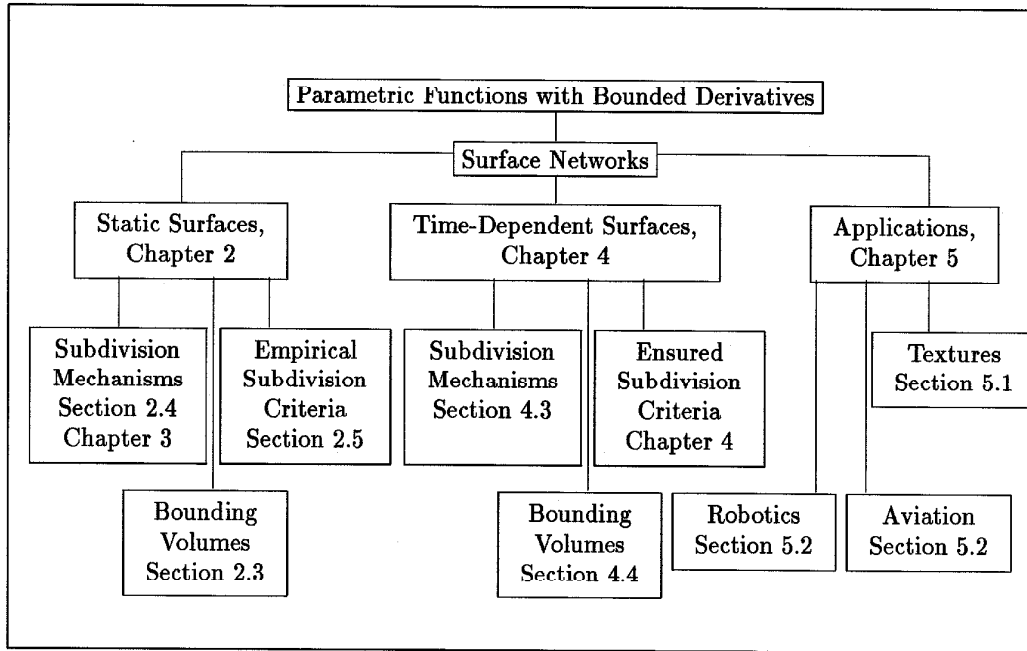 Parametric Functions with Bounded Derivatives
Surface Networks
Static Surfaces,
Chapter 2
Time-Dependent Surfaces,
Chapter 4
Applications,
Chapter 5
Subdivision
Mechanisms
Section 2.4
Chapter 3
Empirical
Subdivision
Criteria
Section 2.5
Subdivision
Mechanisms
Section 4.3
Ensured
Subdivision
Criteria
Chapter 4
Textures
Section 5.1
Bounding
Volumes
Section 2.3
Bounding
Volumes
Section 4.4
Robotics
Section 5.2
Aviation
Section 5.2